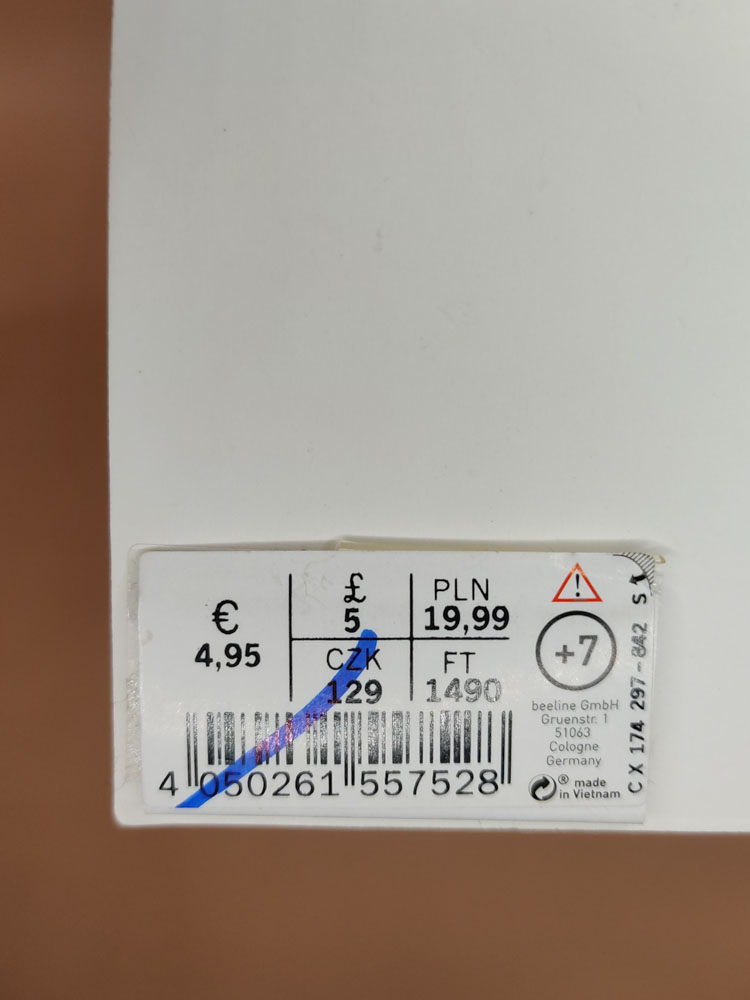 €
4,95
£
5
PLN
19,99
CZK
129
FT
1490
4 050261 557528
+7
beeline GmbH
Gruenstr. 1
51063
Cologne
Germany
® made
in Vietnam
CX 174 297-842